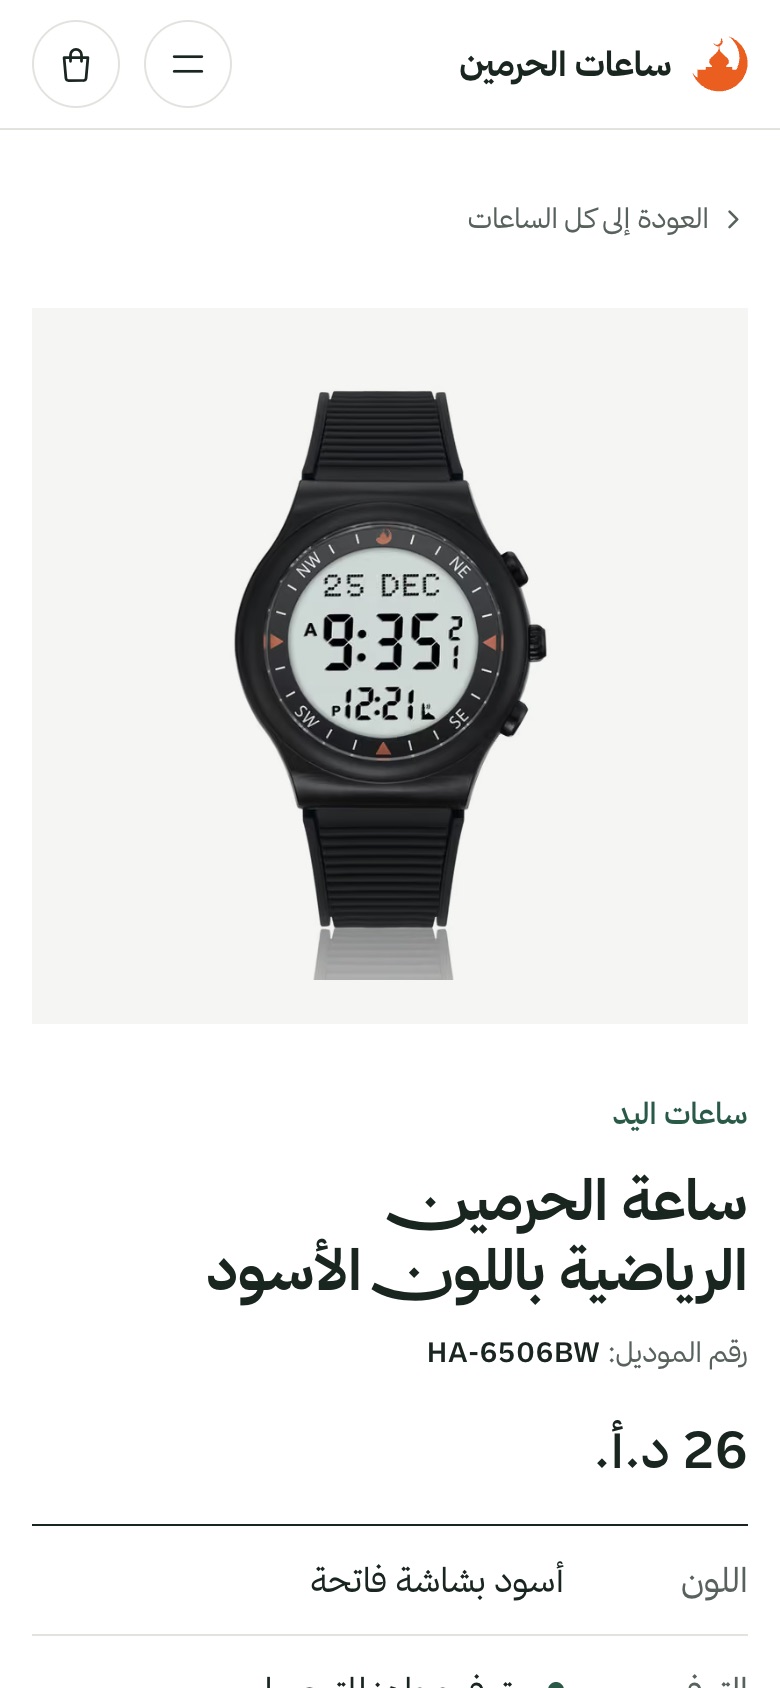 ساعات الحرمين
العودة إلى كل الساعات
NW
NE
25 DEC
A 9:35 21
P 12:21
SW
SE
ساعات اليد
ساعة الحرمين
الرياضية باللون الأسود
رقم الموديل: HA-6506BW
26 د.أ.
اللون
أسود بشاشة فاتحة